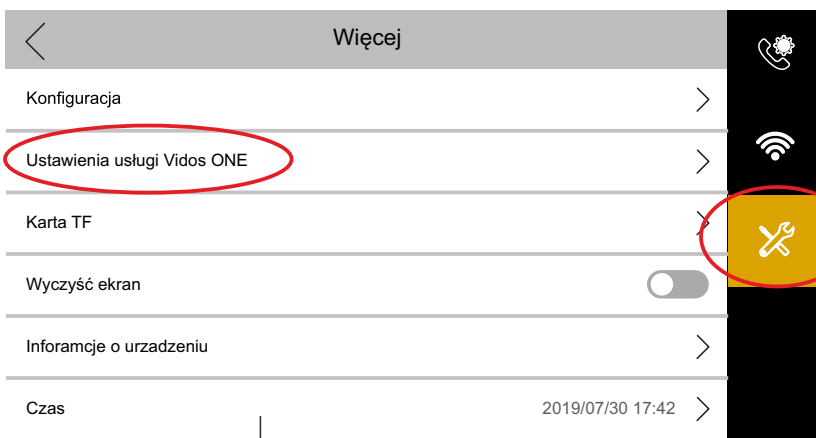 Więcej
Konfiguracja
Ustawienia usługi Vidos ONE
Karta TF
Wyczyść ekran
Inforamcje o urzadzeniu
Czas 2019/07/30 17:42